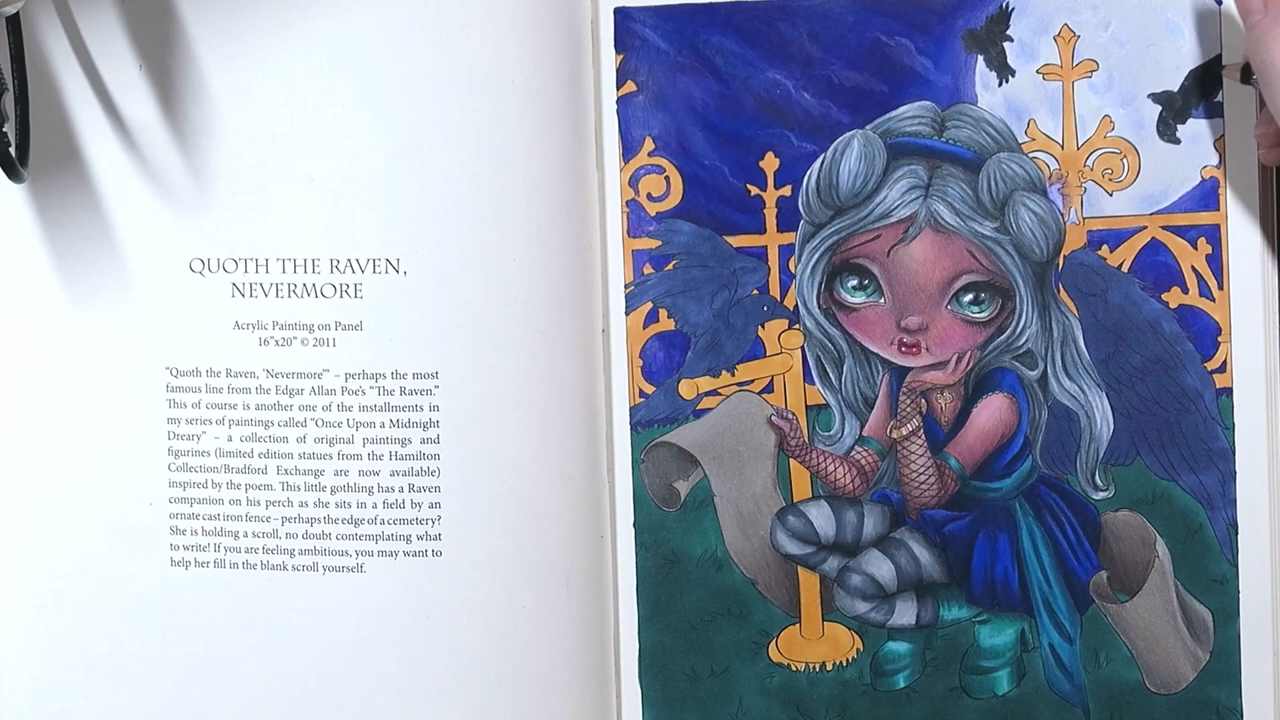 QUOTH THE RAVEN,
NEVERMORE
Acrylic Painting on Panel
16"x20" © 2011
"Quoth the Raven, 'Nevermore'" – perhaps the most
famous line from the Edgar Allan Poe's "The Raven."
This of course is another one of the installments in
my series of paintings called "Once Upon a Midnight
Dreary" – a collection of original paintings and
figurines (limited edition statues from the Hamilton
Collection/Bradford Exchange are now available)
inspired by the poem. This little gothling has a Raven
companion on his perch as she sits in a field by an
ornate cast iron fence – perhaps the edge of a cemetery?
She is holding a scroll, no doubt contemplating what
to write! If you are feeling ambitious, you may want to
help her fill in the blank scroll yourself.